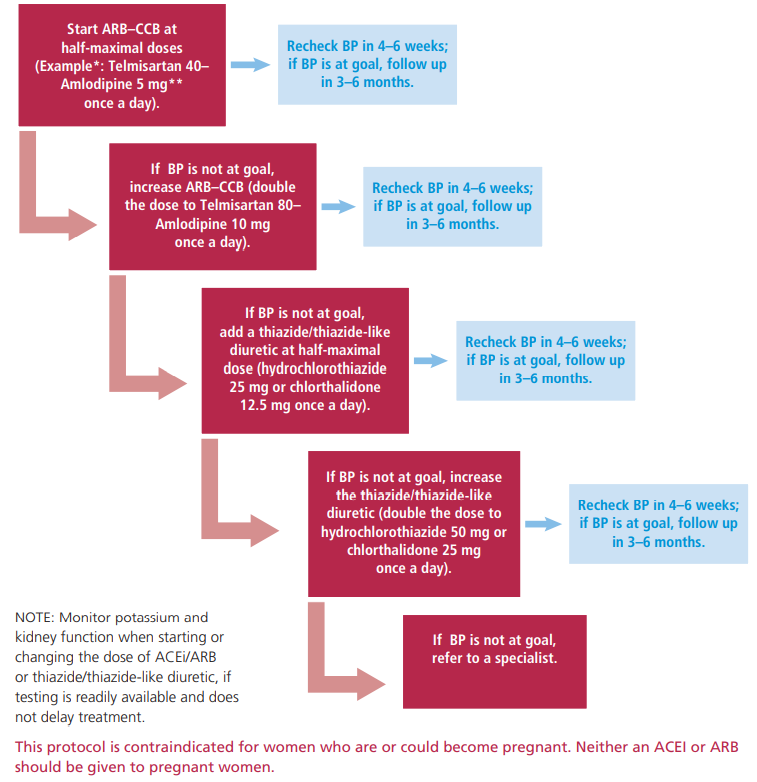 Start ARB–CCB at
half-maximal doses
(Example*: Telmisartan 40–
Amlodipine 5 mg**
once a day).
Recheck BP in 4–6 weeks;
if BP is at goal, follow up
in 3–6 months.
If BP is not at goal,
increase ARB–CCB (double
the dose to Telmisartan 80–
Amlodipine 10 mg
once a day).
Recheck BP in 4–6 weeks;
if BP is at goal, follow up
in 3–6 months.
If BP is not at goal,
add a thiazide/thiazide-like
diuretic at half-maximal
dose (hydrochlorothiazide
25 mg or chlorthalidone
12.5 mg once a day).
Recheck BP in 4–6 weeks;
if BP is at goal, follow up
in 3–6 months.
If BP is not at goal, increase
the thiazide/thiazide-like
diuretic (double the dose to
hydrochlorothiazide 50 mg or
chlorthalidone 25 mg
once a day).
Recheck BP in 4–6 weeks;
if BP is at goal, follow up
in 3–6 months.
If BP is not at goal,
refer to a specialist.
NOTE: Monitor potassium and
kidney function when starting or
changing the dose of ACEi/ARB
or thiazide/thiazide-like diuretic, if
testing is readily available and does
not delay treatment.
This protocol is contraindicated for women who are or could become pregnant. Neither an ACEI or ARB
should be given to pregnant women.